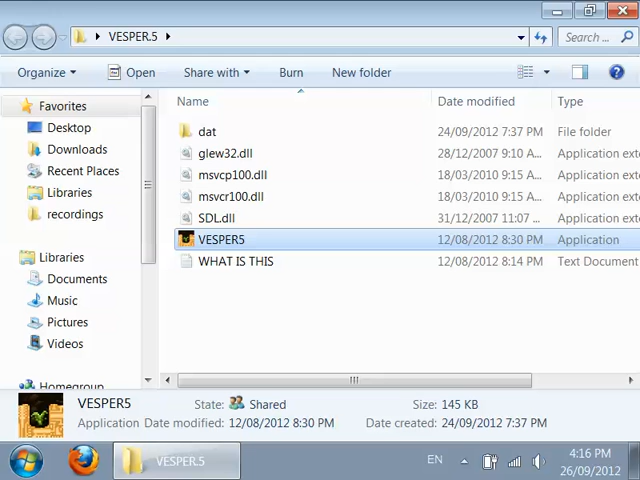 VESPER.5
Search...
Organize Open Share with Burn New folder
Favorites
Desktop
Downloads
Recent Places
Libraries
recordings
Libraries
Documents
Music
Pictures
Videos
Homegroup
Name Date modified Type
dat 24/09/2012 7:37 PM File folder
glew32.dll 28/12/2007 9:10 A... Application exte
msvcp100.dll 18/03/2010 9:15 A... Application exte
msvcr100.dll 18/03/2010 9:15 A... Application exte
SDL.dll 31/12/2007 11:07 ... Application exte
VESPER5 12/08/2012 8:30 PM Application
WHAT IS THIS 12/08/2012 8:14 PM Text Document
VESPER5 State: Shared Size: 145 KB
Application Date modified: 12/08/2012 8:30 PM Date created: 24/09/2012 7:37 PM
VESPER.5
EN
4:16 PM
26/09/2012